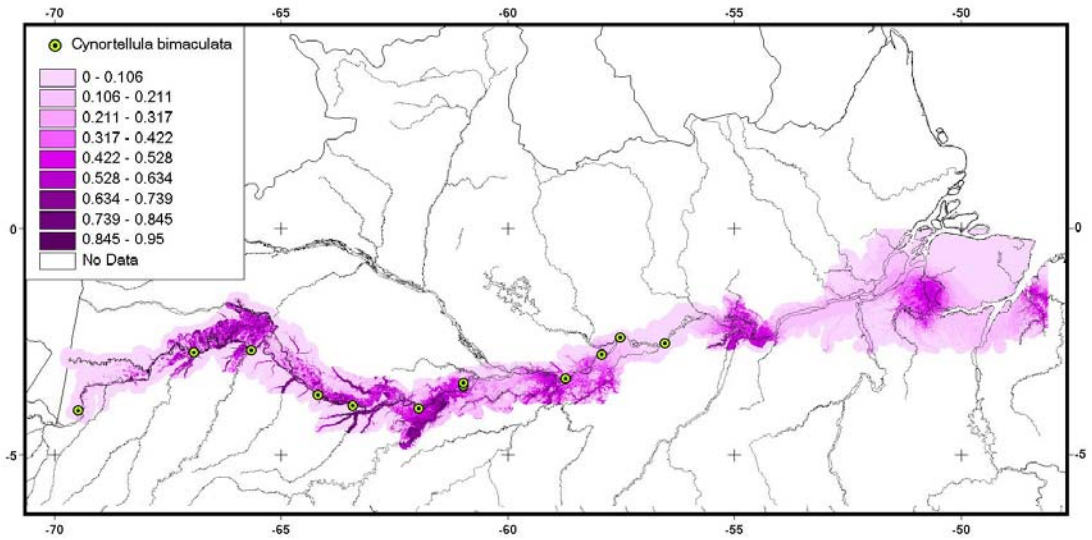 -70 -65 -60 -55 -50
Cynortellula bimaculata
0 - 0.106
0.106 - 0.211
0.211 - 0.317
0.317 - 0.422
0.422 - 0.528
0.528 - 0.634
0.634 - 0.739
0.739 - 0.845
0.845 - 0.95
No Data
0 0
-5 -5
-70 -65 -60 -55 -50